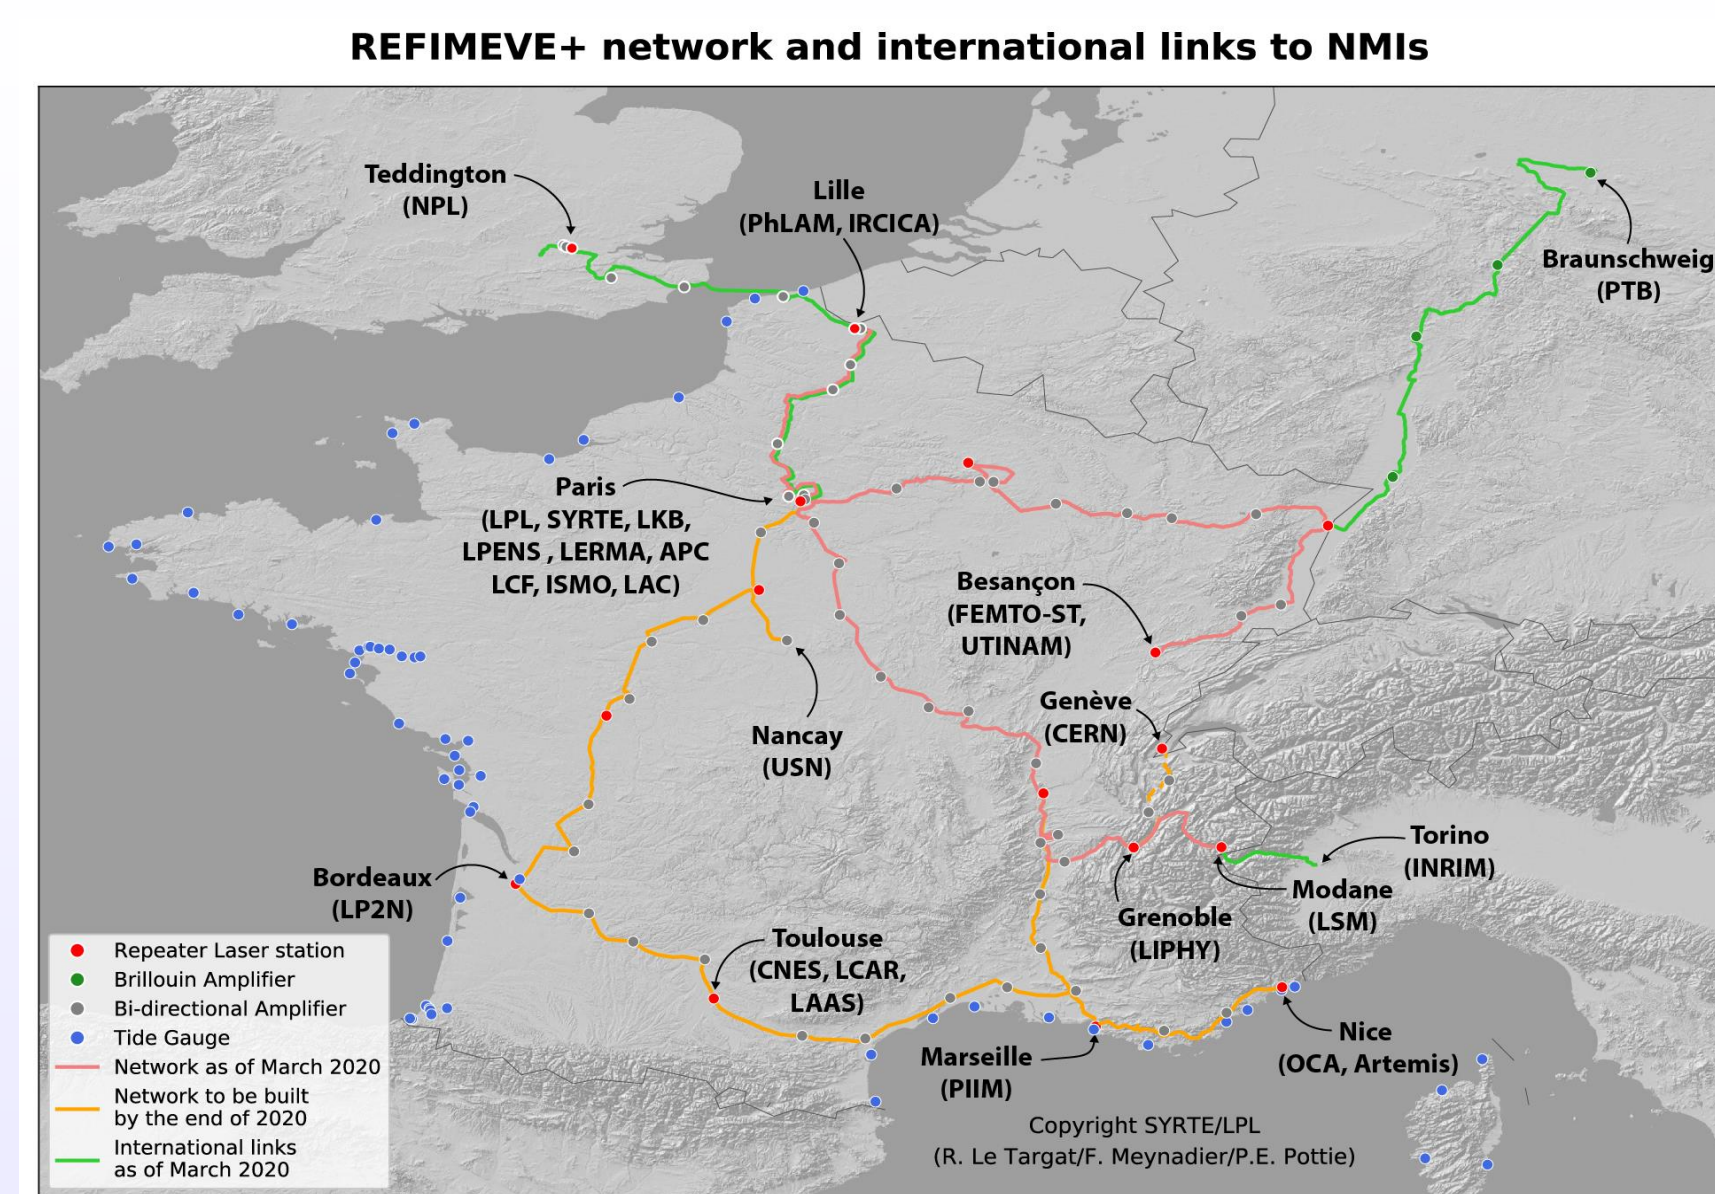 REFIMEVE+ network and international links to NMIs
Teddington
(NPL)
Lille
(PhLAM, IRCICA)
Braunschweig
(PTB)
Paris
(LPL, SYRTE, LKB,
LPENS , LERMA, APC
LCF, ISMO, LAC)
Besançon
(FEMTO-ST,
UTINAM)
Genève
(CERN)
Nancay
(USN)
Torino
(INRIM)
Bordeaux
(LP2N)
Modane
(LSM)
Grenoble
(LIPHY)
Toulouse
(CNES, LCAR,
LAAS)
Nice
(OCA, Artemis)
Marseille
(PIIM)
Repeater Laser station
Brillouin Amplifier
Bi-directional Amplifier
Tide Gauge
Network as of March 2020
Network to be built
by the end of 2020
International links
as of March 2020
Copyright SYRTE/LPL
(R. Le Targat/F. Meynadier/P.E. Pottie)